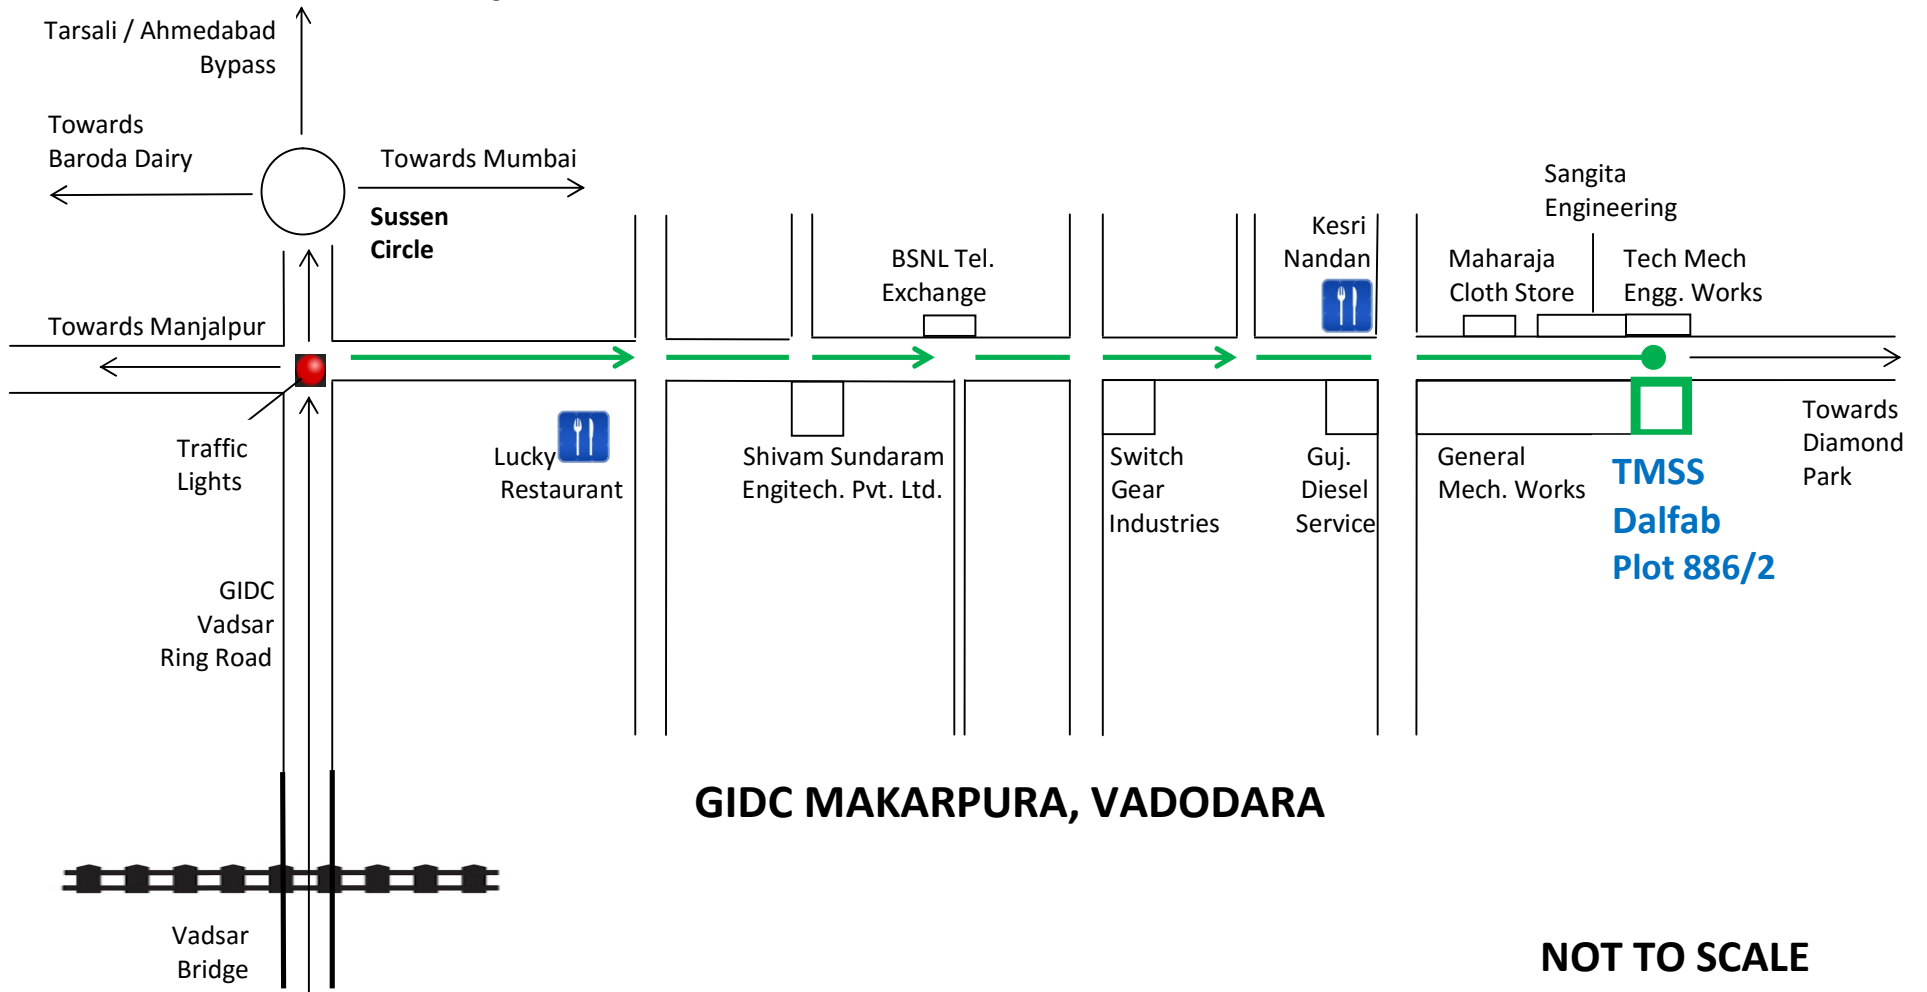 Tarsali / Ahmedabad
Bypass
Towards
Baroda Dairy
Towards Mumbai
Sussen
Circle
Towards Manjalpur
Traffic
Lights
Lucky
Restaurant
BSNL Tel.
Exchange
Shivam Sundaram
Engitech. Pvt. Ltd.
Kesri
Nandan
Switch
Gear
Industries
Guj.
Diesel
Service
Sangita
Engineering
Maharaja
Cloth Store
Tech Mech
Engg. Works
General
Mech. Works
TMSS
Dalfab
Plot 886/2
Towards
Diamond
Park
GIDC
Vadsar
Ring Road
GIDC MAKARPURA, VADODARA
Vadsar
Bridge
NOT TO SCALE